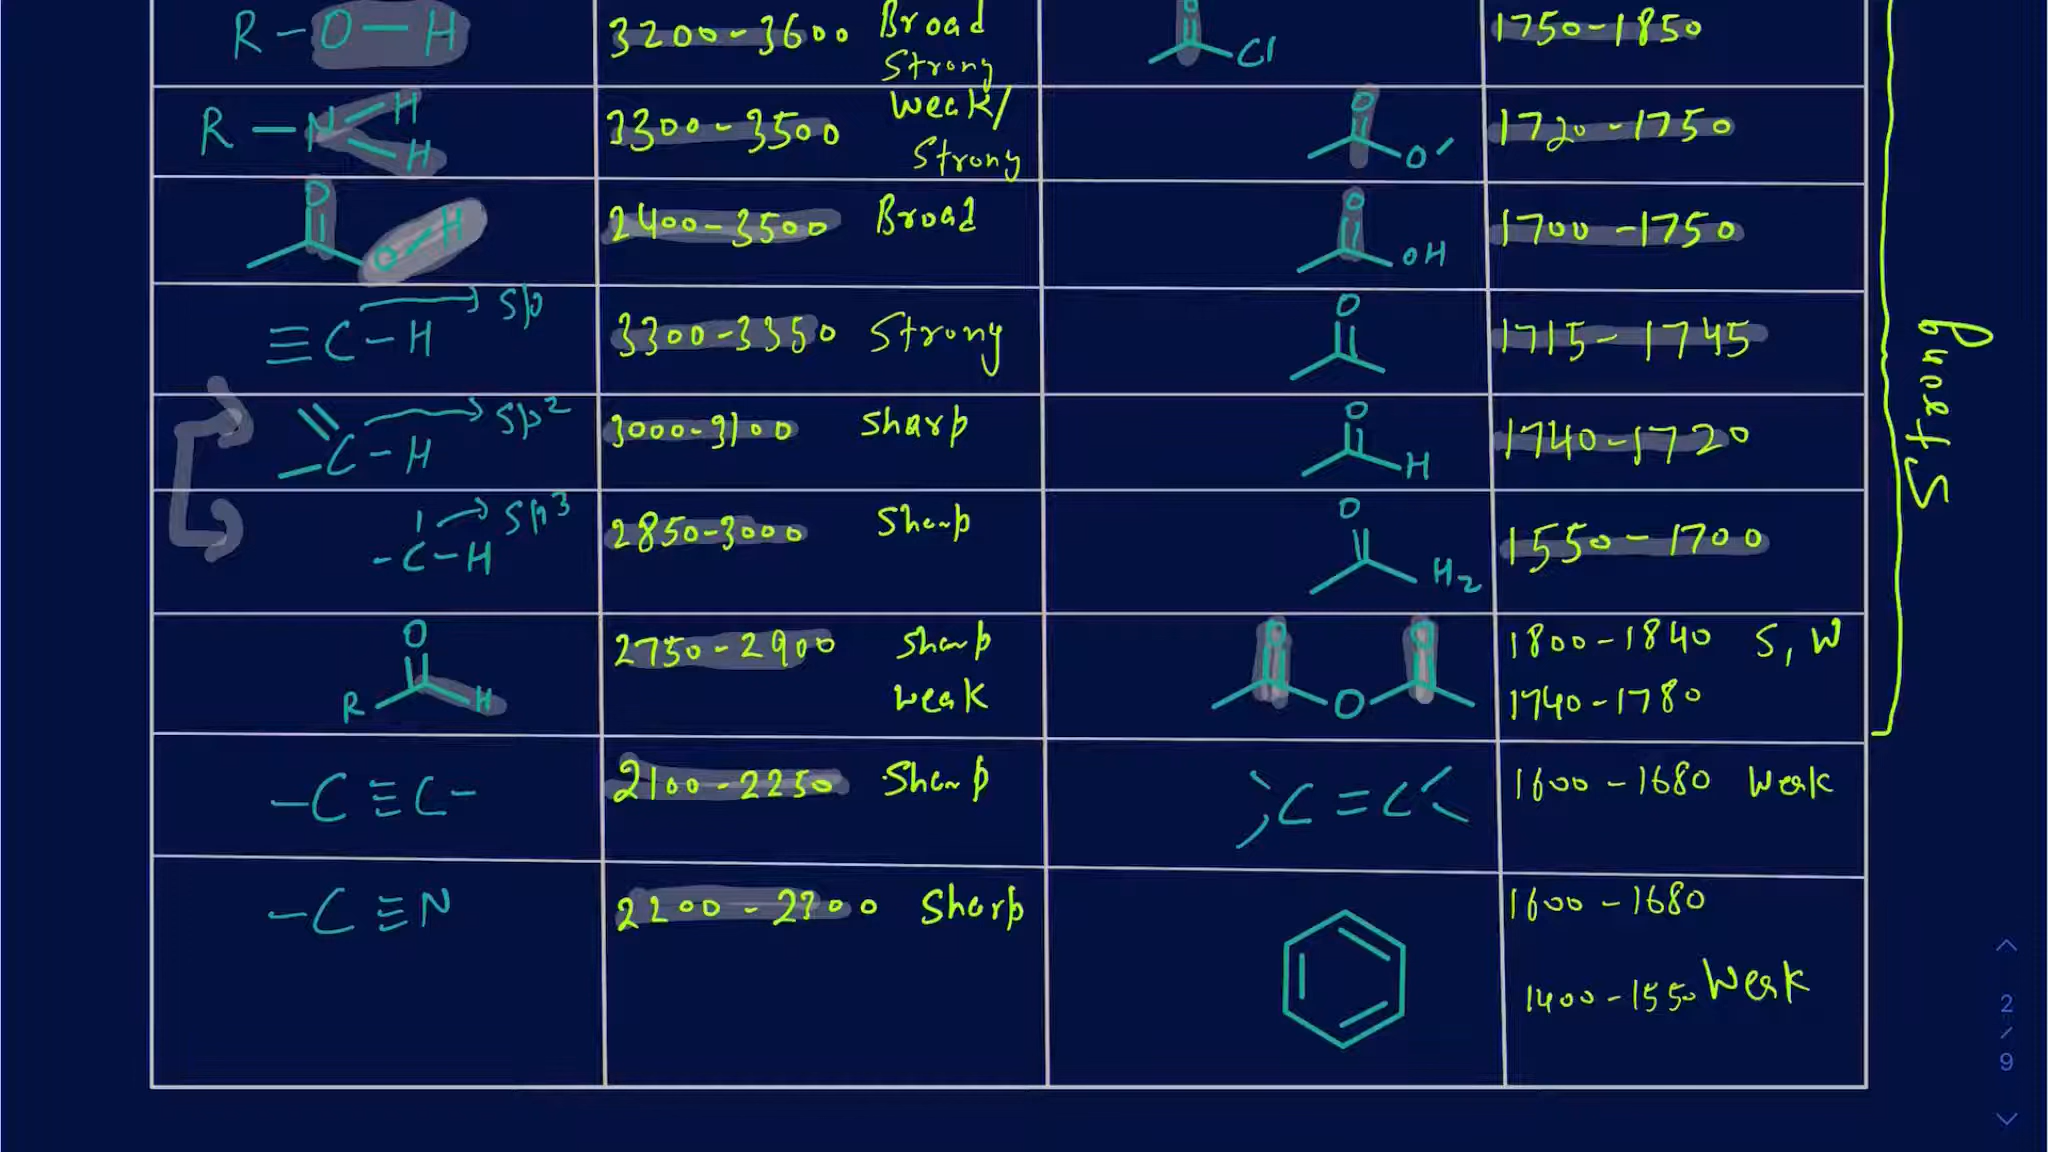 R-O-H 3200-3600 Broad Strong
O Cl 1750-1850
R-N H H 3300-3500 Weak/ Strong
O O 1720-1750
O O-H 2400-3500 Broad
O OH 1700-1750
≡C-H → sp 3300-3350 Strong
O 1715-1745
C-H → sp² 3000-3100 Sharp
O H 1740-1720
-C-H → sp³ 2850-3000 Sharp
O H2 1550-1700
O R H 2750-2900 Sharp weak
O O O 1800-1840 S, W
1740-1780
-C≡C- 2100-2250 Sharp
C=C 1600-1680 Weak
-C≡N 2200-2300 Sharp
1600-1680
1400-1550 Weak
Strong
2
/
9